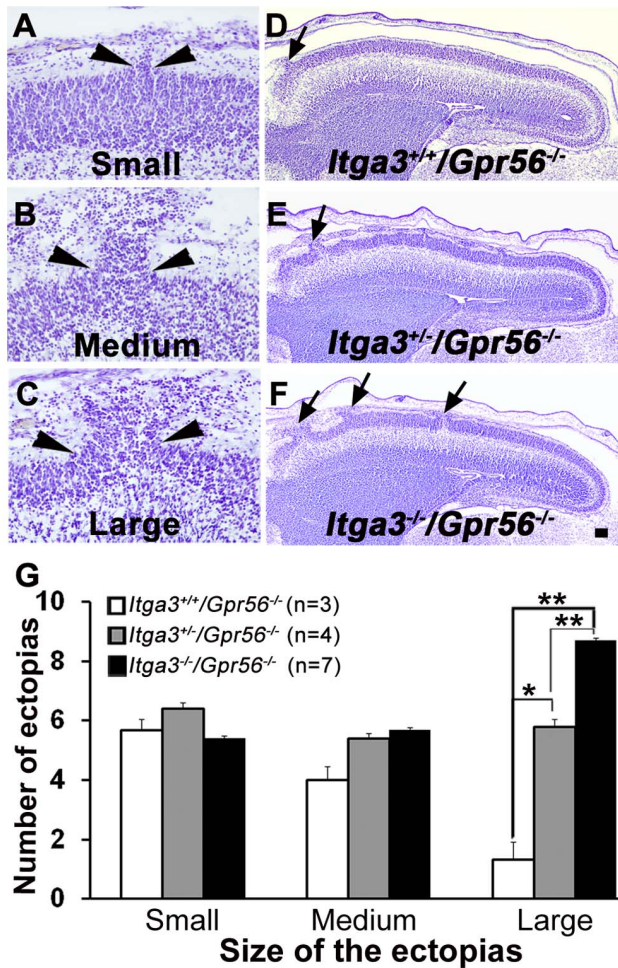 A
Small
B
Medium
C
Large
D
Itga3+/+/Gpr56-/-
E
Itga3+/-/Gpr56-/-
F
Itga3-/-/Gpr56-/-
G
10
8
6
4
2
0
Number of ectopias
Itga3+/+/Gpr56-/- (n=3)
Itga3+/-/Gpr56-/- (n=4)
Itga3-/-/Gpr56-/- (n=7)
**
**
*
Small Medium Large
Size of the ectopias